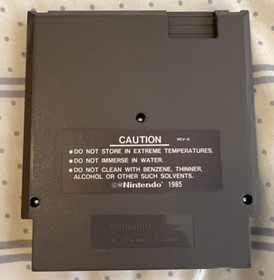 CAUTION REV-A
• DO NOT STORE IN EXTREME TEMPERATURES.
• DO NOT IMMERSE IN WATER.
• DO NOT CLEAN WITH BENZENE, THINNER,
ALCOHOL OR OTHER SUCH SOLVENTS.
©®Nintendo® 1985
Nintendo